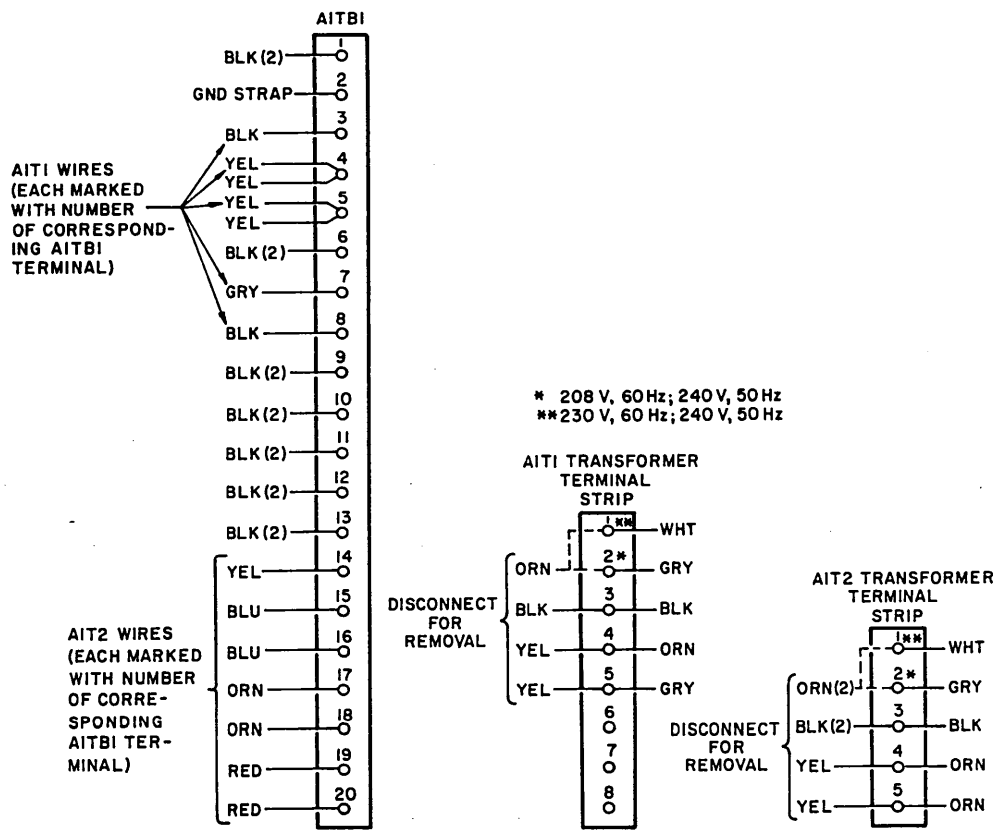 AITBI
BLK (2) 1
GND STRAP 2
BLK 3
YEL 4
YEL
YEL 5
YEL
BLK (2) 6
GRY 7
BLK 8
BLK (2) 9
BLK (2) 10
BLK (2) 11
BLK (2) 12
BLK (2) 13
YEL 14
BLU 15
BLU 16
ORN 17
ORN 18
RED 19
RED 20
AITI WIRES
(EACH MARKED
WITH NUMBER
OF CORRESPOND-
ING AITBI
TERMINAL)
AIT2 WIRES
(EACH MARKED
WITH NUMBER
OF CORRE-
SPONDING
AITBI TER-
MINAL)
* 208 V, 60 Hz; 240 V, 50 Hz
** 230 V, 60 Hz; 240 V, 50 Hz
AITI TRANSFORMER
TERMINAL
STRIP
1 ** WHT
ORN 2 * GRY
BLK 3 BLK
YEL 4 ORN
YEL 5 GRY
6
7
8
DISCONNECT
FOR
REMOVAL
AIT2 TRANSFORMER
TERMINAL
STRIP
1 ** WHT
ORN (2) 2 * GRY
BLK (2) 3 BLK
YEL 4 ORN
YEL 5 ORN
DISCONNECT
FOR
REMOVAL